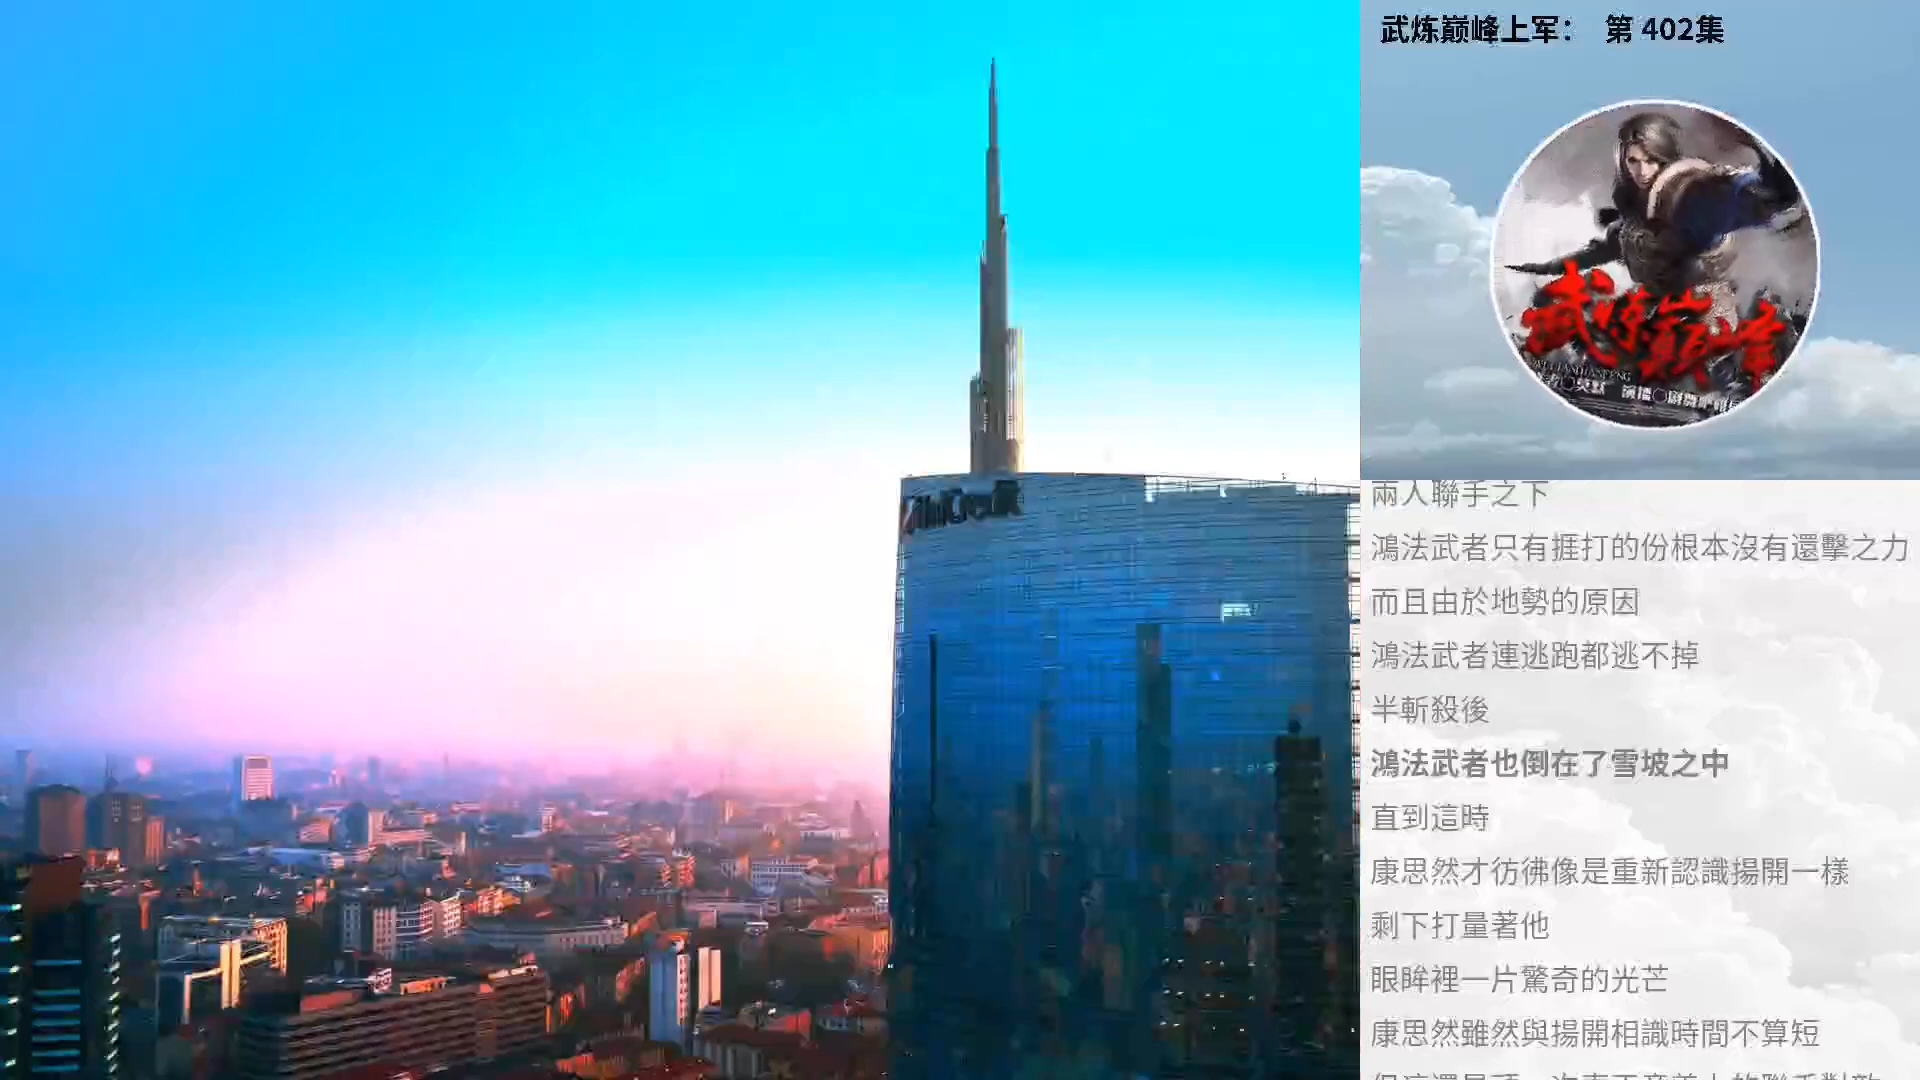 武炼巅峰上军： 第 402集
武炼巅峰
兩人聯手之下
鴻法武者只有捱打的份根本沒有還擊之力
而且由於地勢的原因
鴻法武者連逃跑都逃不掉
半斬殺後
鴻法武者也倒在了雪坡之中
直到這時
康思然才彷彿像是重新認識揚開一樣
剩下打量著他
眼眸裡一片驚奇的光芒
康思然雖然與揚開相識時間不算短